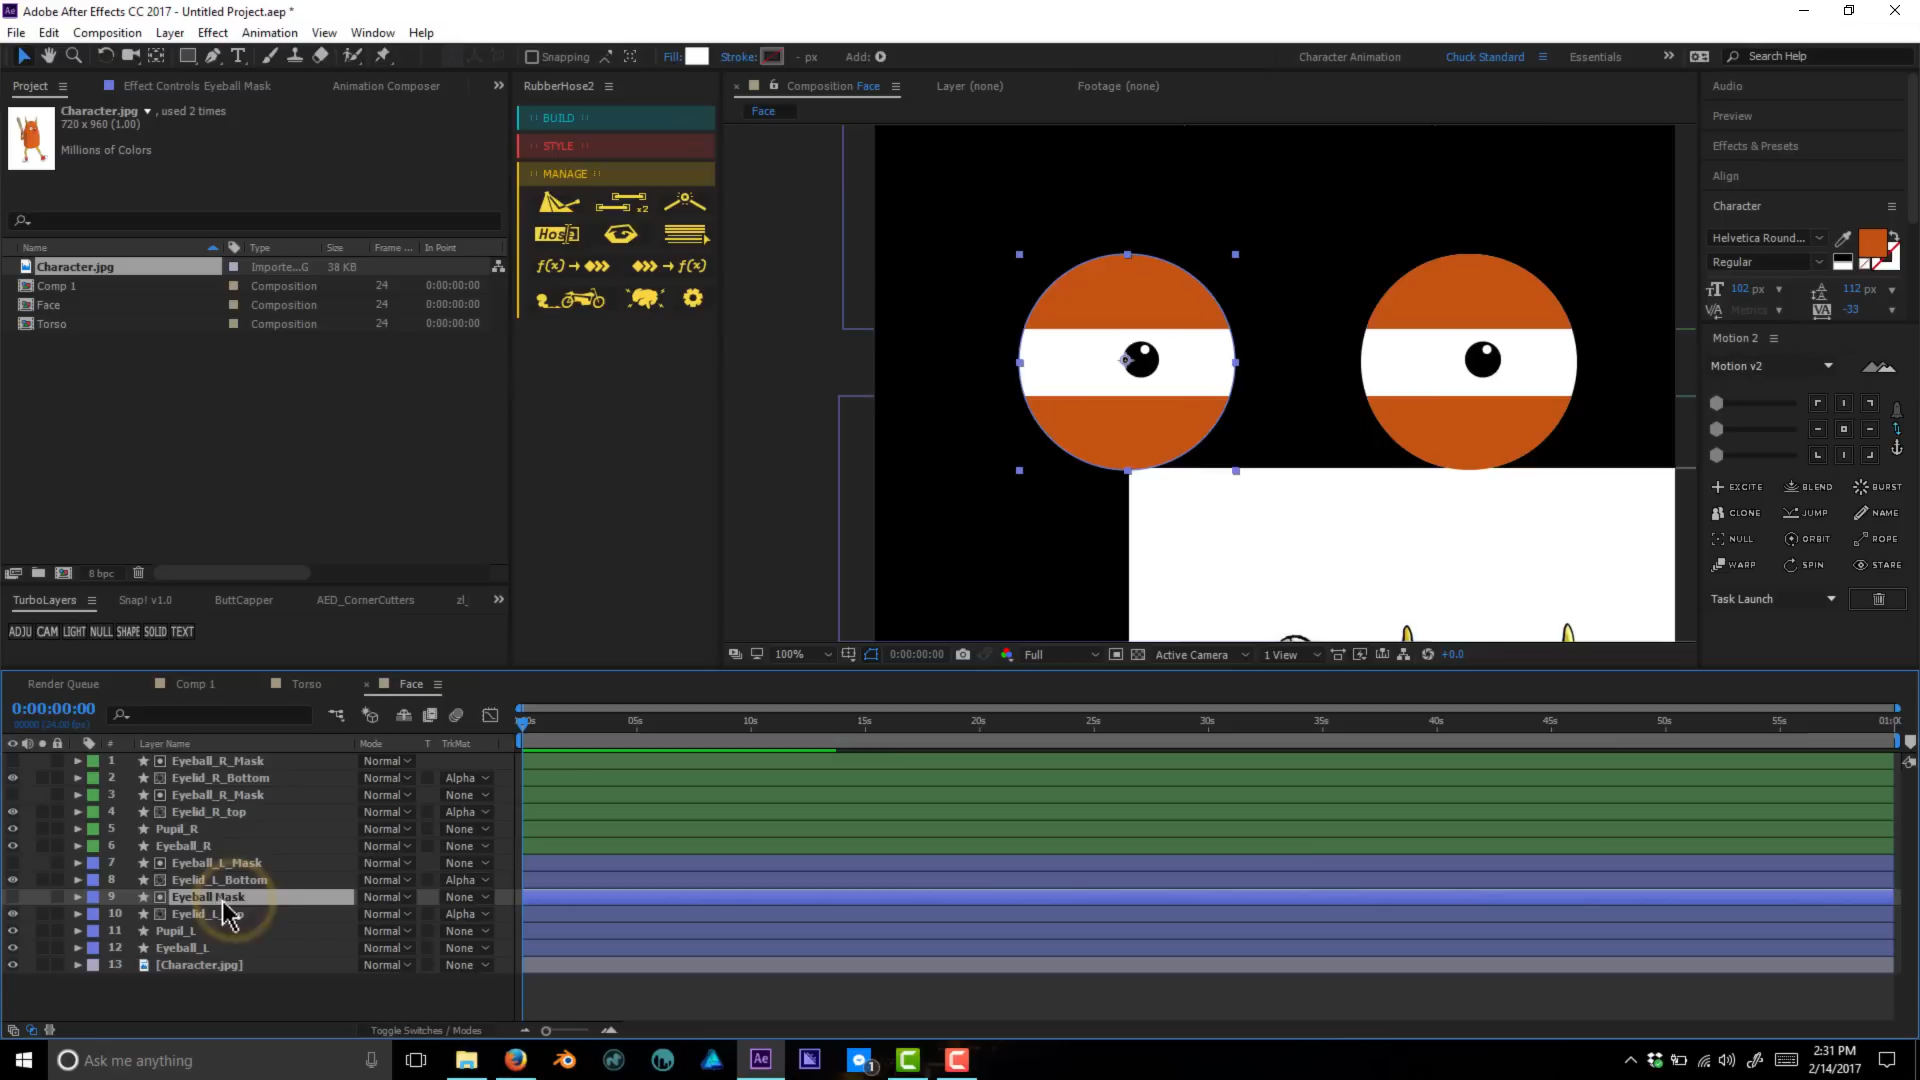 Adobe After Effects CC 2017 - Untitled Project.aep *
File Edit Composition Layer Effect Animation View Window Help
Snapping Fill: Stroke: - px Add: Character Animation Chuck Standard Essentials Search Help
Project Effect Controls Eyeball Mask Animation Composer
Character.jpg , used 2 times
720 x 960 (1.00)
Millions of Colors
Name Type Size Frame ... In Point
Character.jpg Importe...G 38 KB
Comp 1 Composition 24 0:00:00:00
Face Composition 24 0:00:00:00
Torso Composition 24 0:00:00:00
8 bpc
TurboLayers Snap! v1.0 ButtCapper AED_CornerCutters zl_
ADJU CAM LIGHT NULL SHAPE SOLID TEXT
RubberHose2
BUILD
STYLE
MANAGE
x2
Hose
f(x)
f(x)
Composition Face Layer (none) Footage (none)
Face
100% 0:00:00:00 Full Active Camera 1 View +0.0
Audio
Preview
Effects & Presets
Align
Character
Helvetica Round...
Regular
102 px 112 px
Metrics -33
Motion 2
Motion v2
EXCITE BLEND BURST
CLONE JUMP NAME
NULL ORBIT ROPE
WARP SPIN STARE
Task Launch
Render Queue Comp 1 Torso Face
0:00:00:00
00000 (24.00 fps)
05s 10s 15s 20s 25s 30s 35s 40s 45s 50s 55s
# Layer Name Mode T TrkMat
1 Eyeball_R_Mask Normal
2 Eyelid_R_Bottom Normal Alpha
3 Eyeball_R_Mask Normal None
4 Eyelid_R_top Normal Alpha
5 Pupil_R Normal None
6 Eyeball_R Normal None
7 Eyeball_L_Mask Normal None
8 Eyelid_L_Bottom Normal Alpha
9 Eyeball Mask Normal None
10 Eyelid_L Normal Alpha
11 Pupil_L Normal None
12 Eyeball_L Normal None
13 [Character.jpg] Normal None
Toggle Switches / Modes
Ask me anything
Ae
1
2:31 PM
2/14/2017